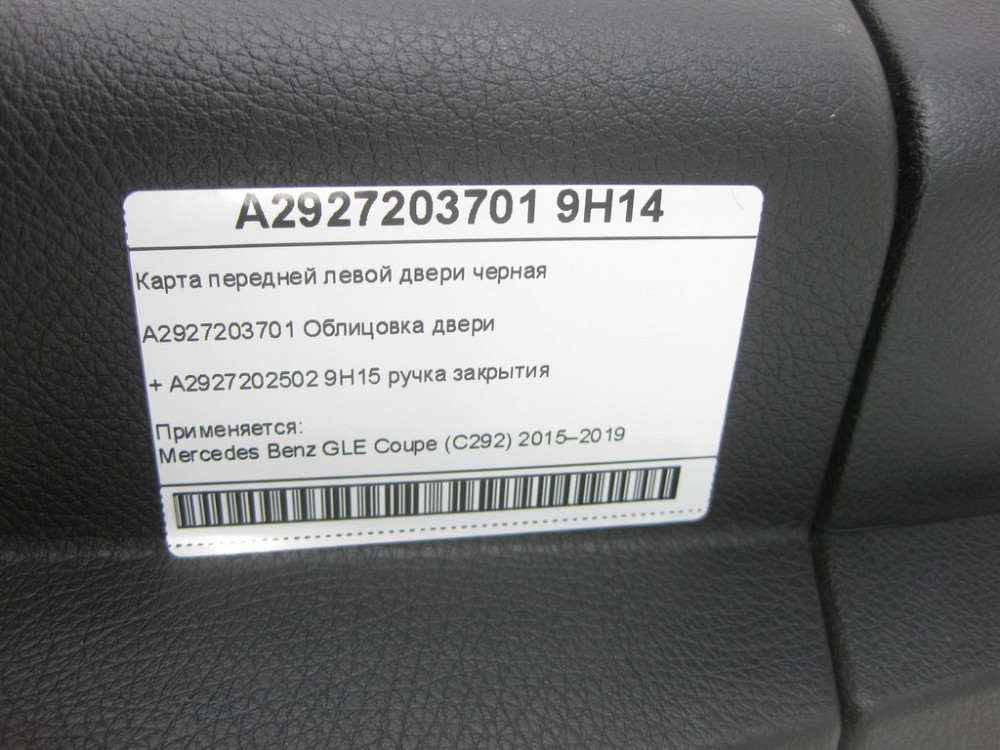 A2927203701 9H14
Карта передней левой двери черная
A2927203701 Облицовка двери
+ A2927202502 9H15 ручка закрытия
Применяется:
Mercedes Benz GLE Coupe (C292) 2015–2019